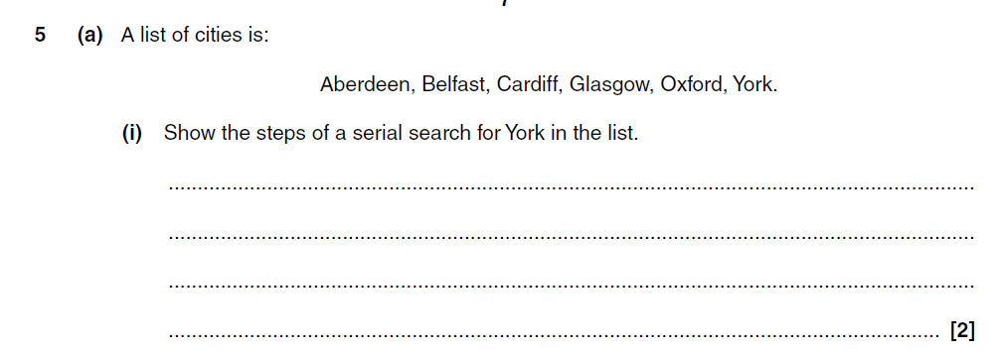 5 (a) A list of cities is:
Aberdeen, Belfast, Cardiff, Glasgow, Oxford, York.
(i) Show the steps of a serial search for York in the list.
[2]